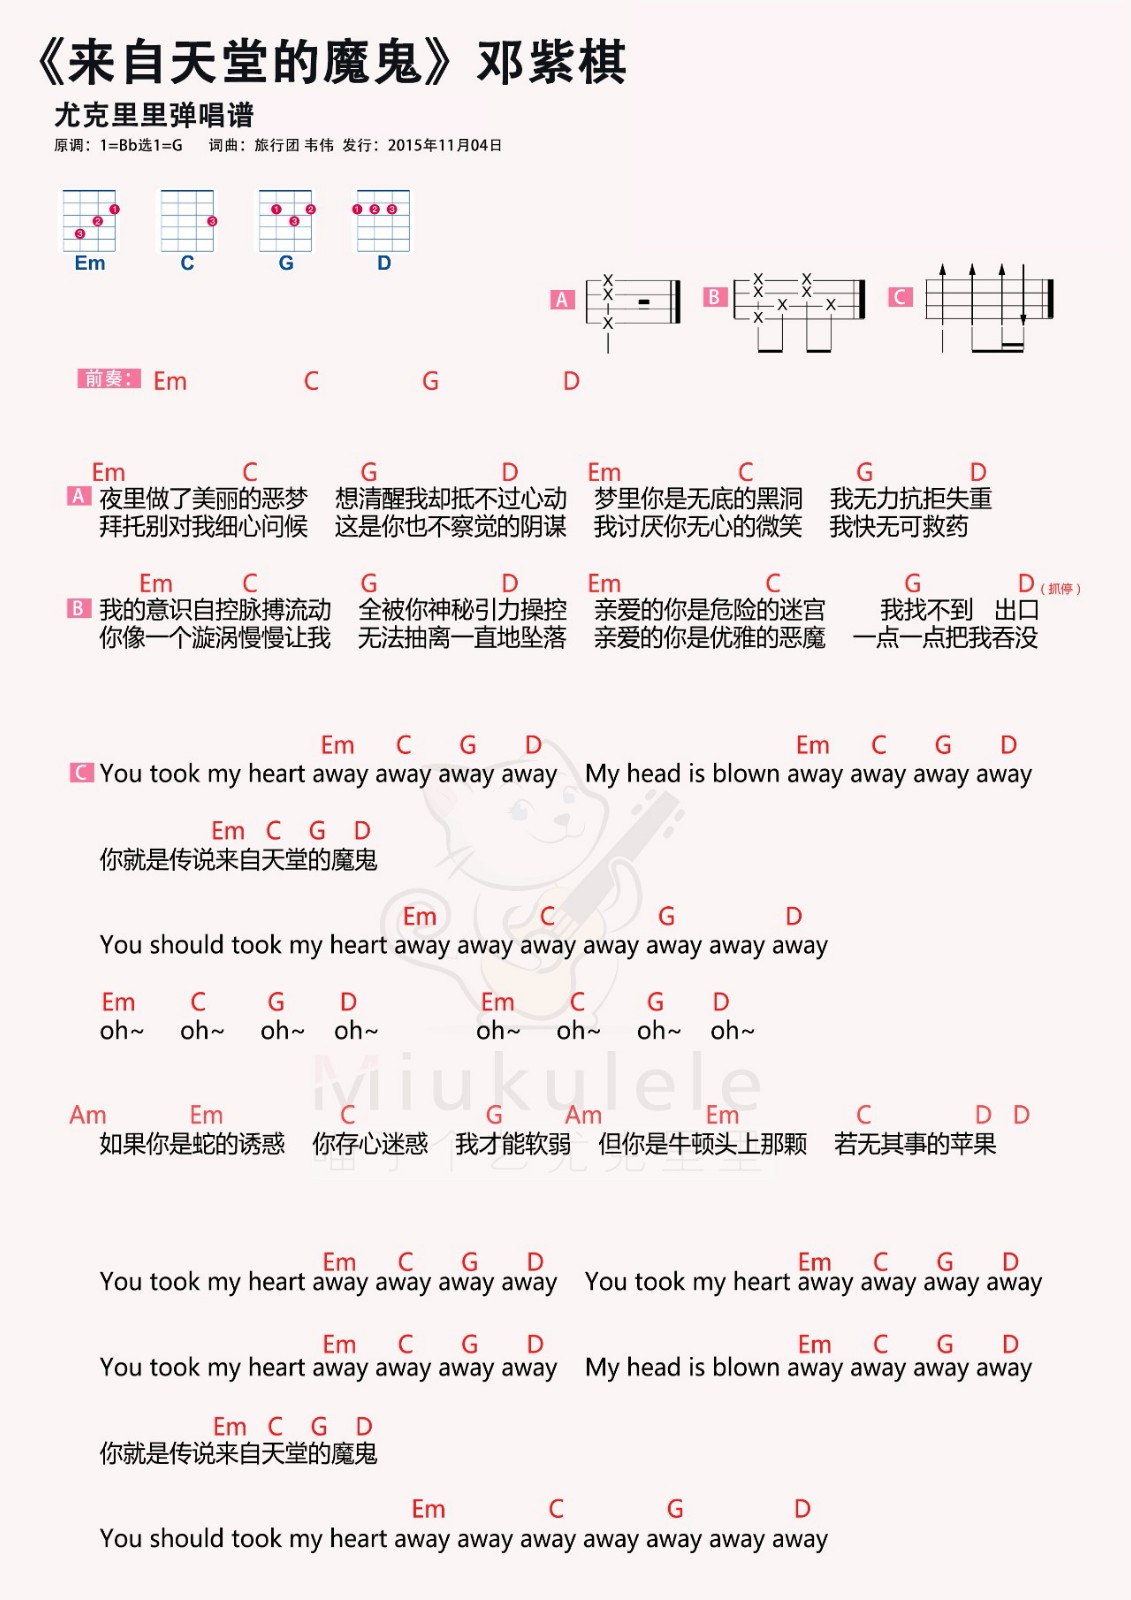 《来自天堂的魔鬼》邓紫棋
尤克里里弹唱谱
原调：1=Bb选1=G 词曲：旅行团 韦伟 发行：2015年11月04日
1 2 3 3 1 2 3 1 2 3
Em C G D
A B C
前奏： Em C G D
Em C G D Em C G D
A 夜里做了美丽的恶梦 想清醒我却抵不过心动 梦里你是无底的黑洞 我无力抗拒失重
拜托别对我细心问候 这是你也不察觉的阴谋 我讨厌你无心的微笑 我快无可救药
Em C G D Em C G D（抓停）
B 我的意识自控脉搏流动 全被你神秘引力操控 亲爱的你是危险的迷宫 我找不到 出口
你像一个漩涡慢慢让我 无法抽离一直地坠落 亲爱的你是优雅的恶魔 一点一点把我吞没
Em C G D Em C G D
C You took my heart away away away away My head is blown away away away away
Em C G D
你就是传说来自天堂的魔鬼
Em C G D
You should took my heart away away away away away away away
Em C G D Em C G D
oh~ oh~ oh~ oh~ oh~ oh~ oh~ oh~
Miukulele
Am Em C G Am Em C D D
如果你是蛇的诱惑 你存心迷惑 我才能软弱 但你是牛顿头上那颗 若无其事的苹果
喵了个艺尤克里里
Em C G D Em C G D
You took my heart away away away away You took my heart away away away away
Em C G D Em C G D
You took my heart away away away away My head is blown away away away away
Em C G D
你就是传说来自天堂的魔鬼
Em C G D
You should took my heart away away away away away away away